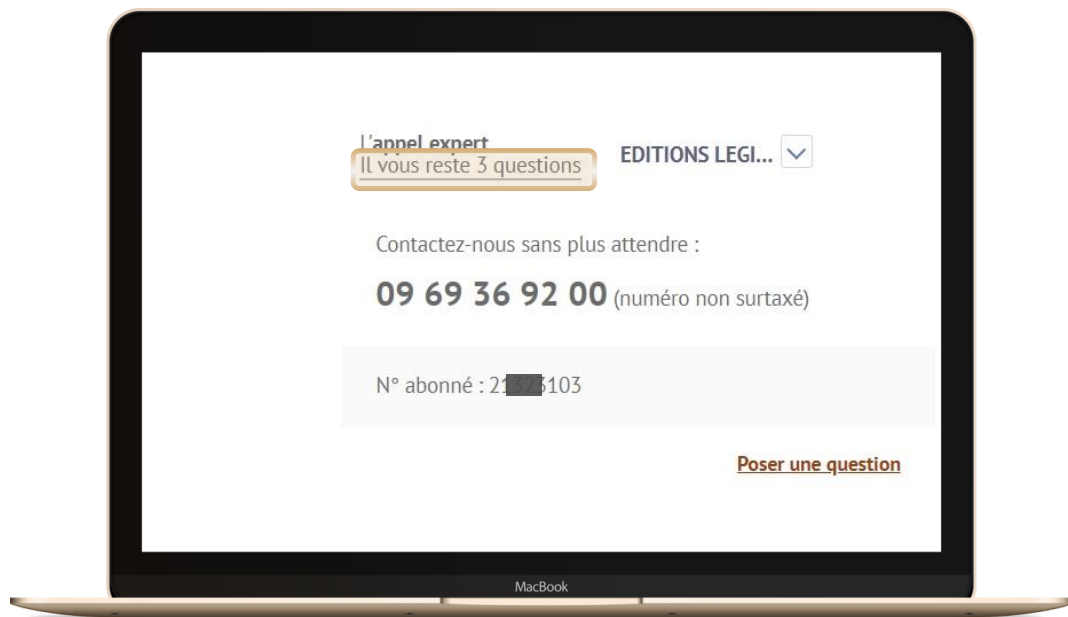 L'appel expert
Il vous reste 3 questions
EDITIONS LEGI...
Contactez-nous sans plus attendre :
09 69 36 92 00 (numéro non surtaxé)
N° abonné :
Poser une question
MacBook